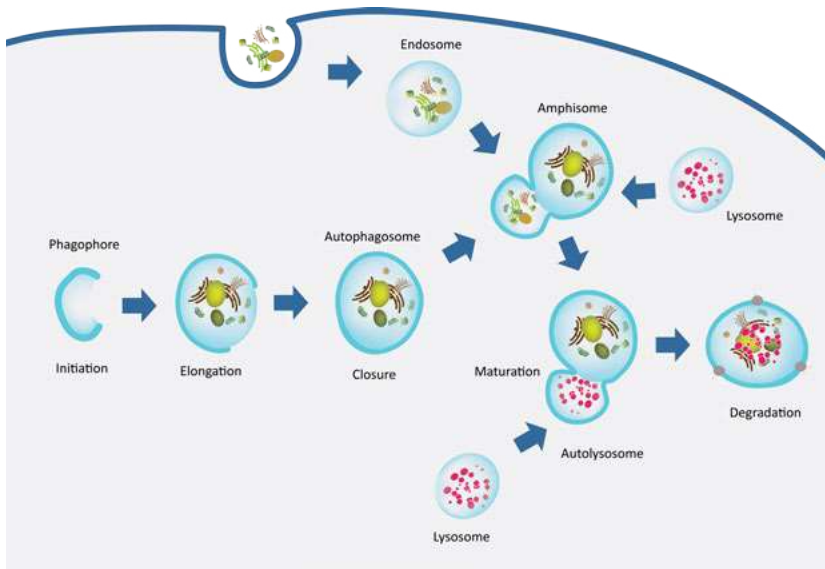 Endosome
Amphisome
Lysosome
Phagophore
Autophagosome
Initiation
Elongation
Closure
Maturation
Degradation
Autolysosome
Lysosome